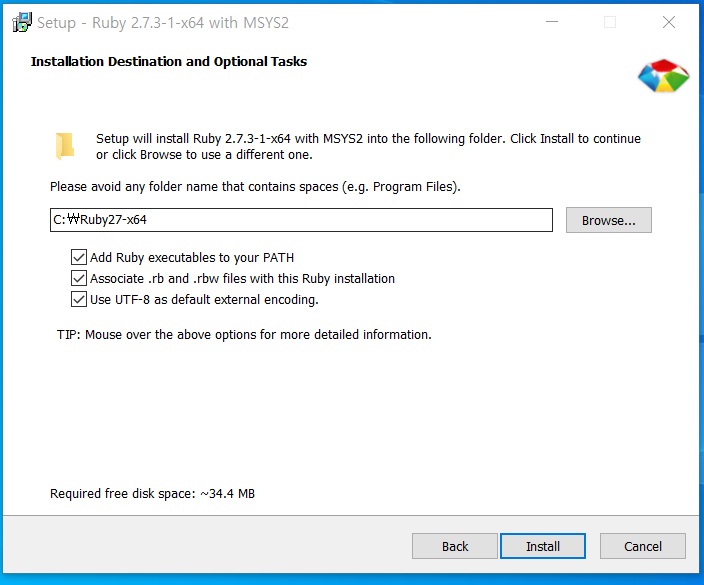 Setup - Ruby 2.7.3-1-x64 with MSYS2
Installation Destination and Optional Tasks
Setup will install Ruby 2.7.3-1-x64 with MSYS2 into the following folder. Click Install to continue
or click Browse to use a different one.
Please avoid any folder name that contains spaces (e.g. Program Files).
C:₩Ruby27-x64
Browse...
Add Ruby executables to your PATH
Associate .rb and .rbw files with this Ruby installation
Use UTF-8 as default external encoding.
TIP: Mouse over the above options for more detailed information.
Required free disk space: ~34.4 MB
Back Install Cancel